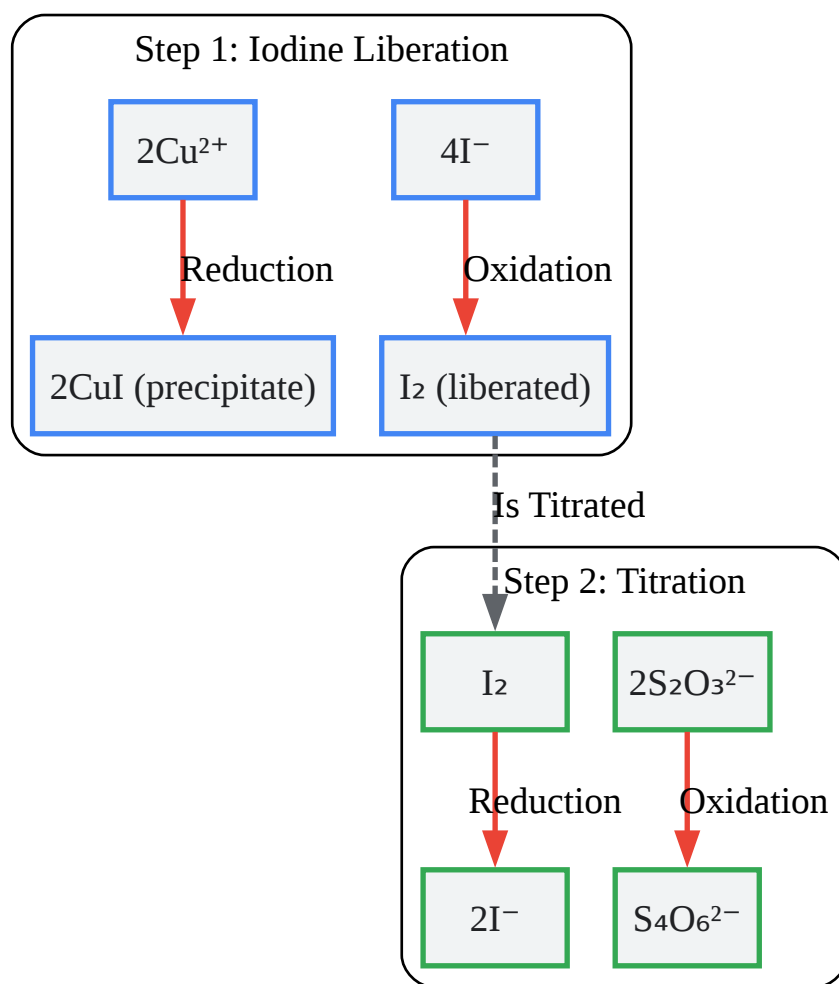 Step 1: Iodine Liberation
2Cu²⁺
4I⁻
Reduction
Oxidation
2CuI (precipitate)
I₂ (liberated)
Is Titrated
Step 2: Titration
I₂
2S₂O₃²⁻
Reduction
Oxidation
2I⁻
S₄O₆²⁻